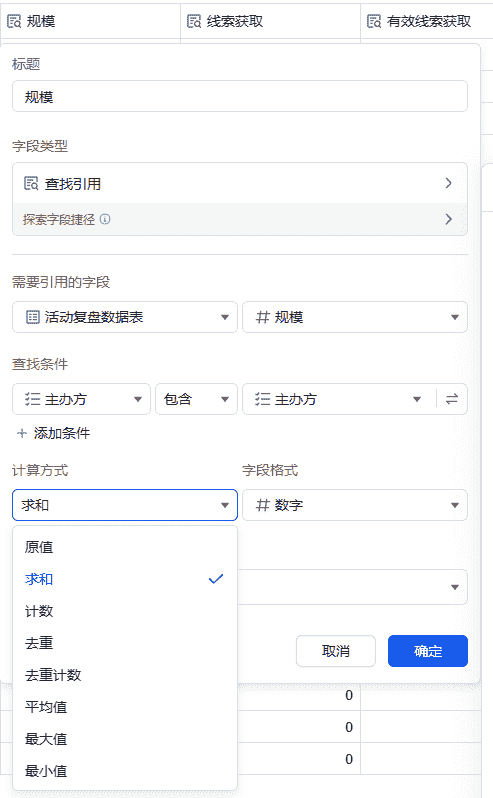 规模 线索获取 有效线索获取
标题
规模
字段类型
查找引用
探索字段捷径
需要引用的字段
活动复盘数据表 规模
查找条件
主办方 包含 主办方
+ 添加条件
计算方式 字段格式
求和 数字
原值
求和
计数
去重
去重计数
平均值
最大值
最小值
取消 确定
0
0
0